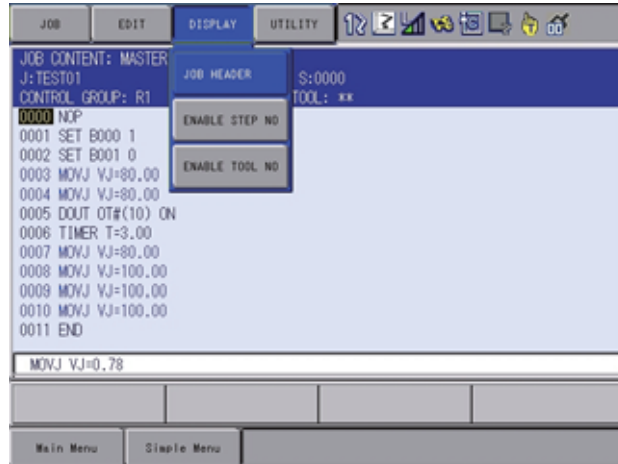 JOB EDIT DISPLAY UTILITY
JOB CONTENT: MASTER
J:TEST01 S:0000
CONTROL GROUP: R1 TOOL: **
JOB HEADER
ENABLE STEP NO
ENABLE TOOL NO
0000 NOP
0001 SET B000 1
0002 SET B001 0
0003 MOVJ VJ=80.00
0004 MOVJ VJ=80.00
0005 DOUT OT#(10) ON
0006 TIMER T=3.00
0007 MOVJ VJ=80.00
0008 MOVJ VJ=100.00
0009 MOVJ VJ=100.00
0010 MOVJ VJ=100.00
0011 END
MOVJ VJ=0.78
Main Menu Simple Menu